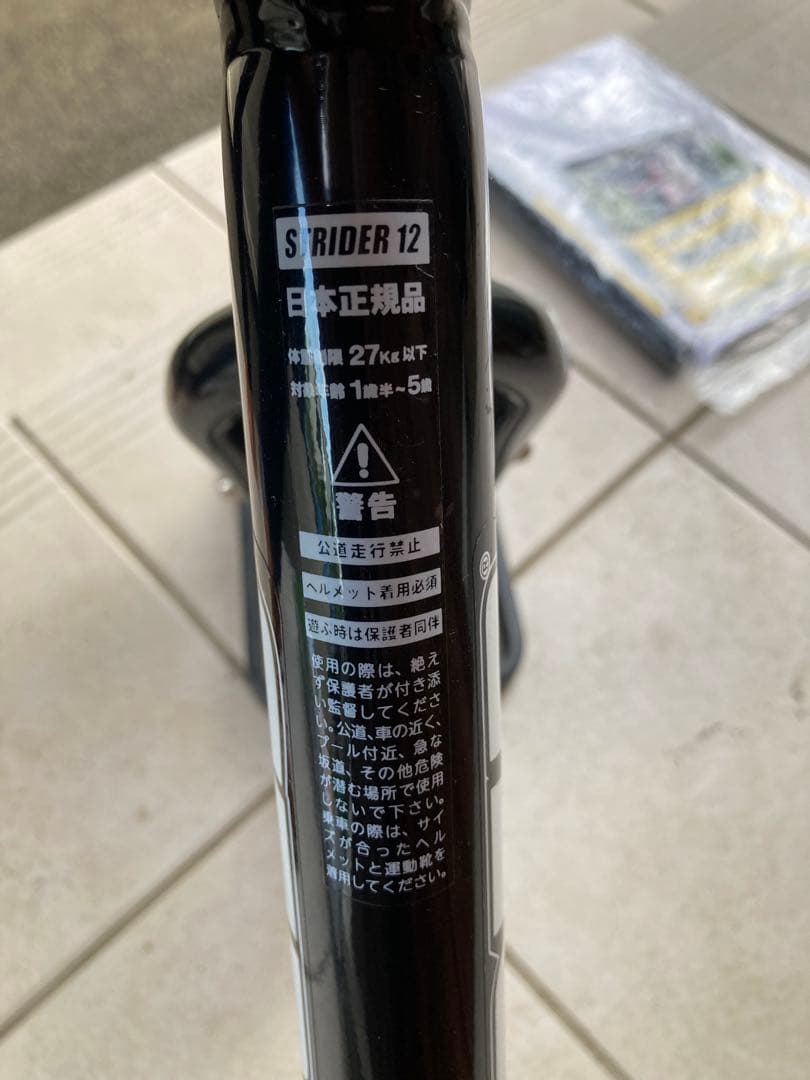 STRIDER 12
日本正規品
体重制限 27Kg以下
対象年齢 1歳半~5歳
警告
公道走行禁止
ヘルメット着用必須
遊ぶ時は保護者同伴
使用の際は、絶え
ず保護者が付き添
い監督してくださ
い。公道、車の近く、
プール付近、急な
坂道、その他危険
が潜む場所で使用
しないで下さい。
乗車の際は、サイ
ズが合ったヘル
メットと運動靴を
着用してください。